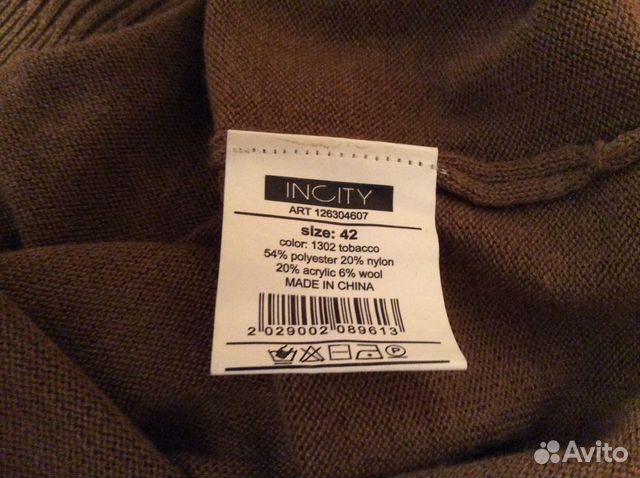 INCITY
ART 126304607
size: 42
color: 1302 tobacco
54% polyester 20% nylon
20% acrylic 6% wool
MADE IN CHINA
2 029002 089613
Avito